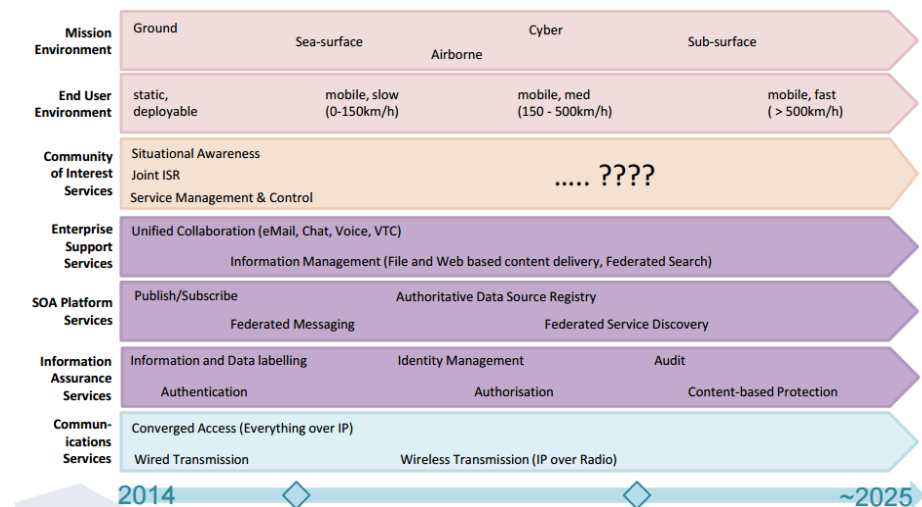 Mission
Environment
Ground
Sea-surface
Airborne
Cyber
Sub-surface
End User
Environment
static,
deployable
mobile, slow
(0-150km/h)
mobile, med
(150 - 500km/h)
mobile, fast
( > 500km/h)
Community
of Interest
Services
Situational Awareness
Joint ISR
Service Management & Control
..... ????
Enterprise
Support
Services
Unified Collaboration (eMail, Chat, Voice, VTC)
Information Management (File and Web based content delivery, Federated Search)
SOA Platform
Services
Publish/Subscribe
Authoritative Data Source Registry
Federated Messaging
Federated Service Discovery
Information
Assurance
Services
Information and Data labelling
Identity Management
Audit
Authentication
Authorisation
Content-based Protection
Commun-
ications
Services
Converged Access (Everything over IP)
Wired Transmission
Wireless Transmission (IP over Radio)
2014
~2025